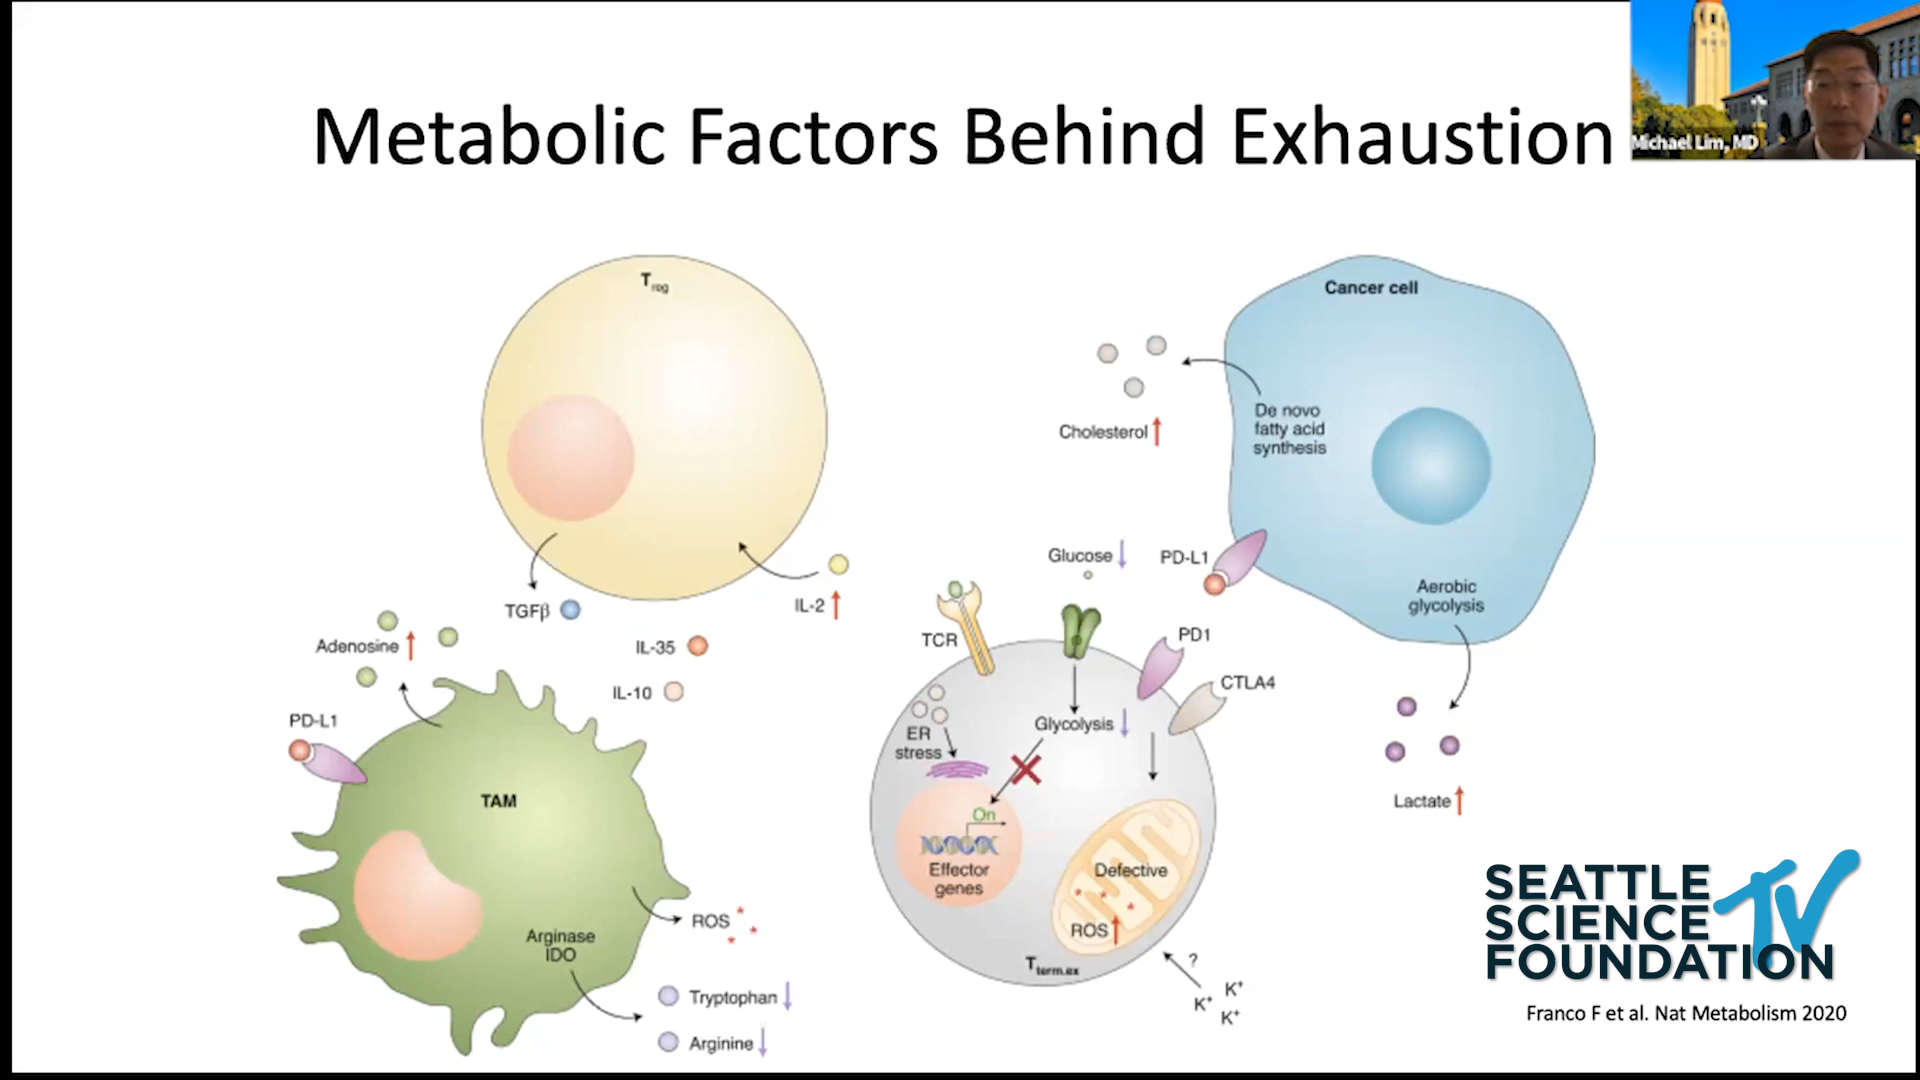 Metabolic Factors Behind Exhaustion
Michael Lim, MD
Treg
Cancer cell
Cholesterol ↑
De novo
fatty acid
synthesis
Glucose ↓
PD-L1
Aerobic
glycolysis
TGFβ
IL-2 ↑
Adenosine ↑
IL-35
IL-10
TCR
PD1
CTLA4
PD-L1
Glycolysis ↓
ER
stress
On
Effector
genes
Defective
ROS ↑
Tterm.ex
?
K+ K+
K+
Lactate ↑
TAM
Arginase
IDO
ROS
Tryptophan ↓
Arginine ↓
SEATTLE
SCIENCE
FOUNDATION
TV
Franco F et al. Nat Metabolism 2020